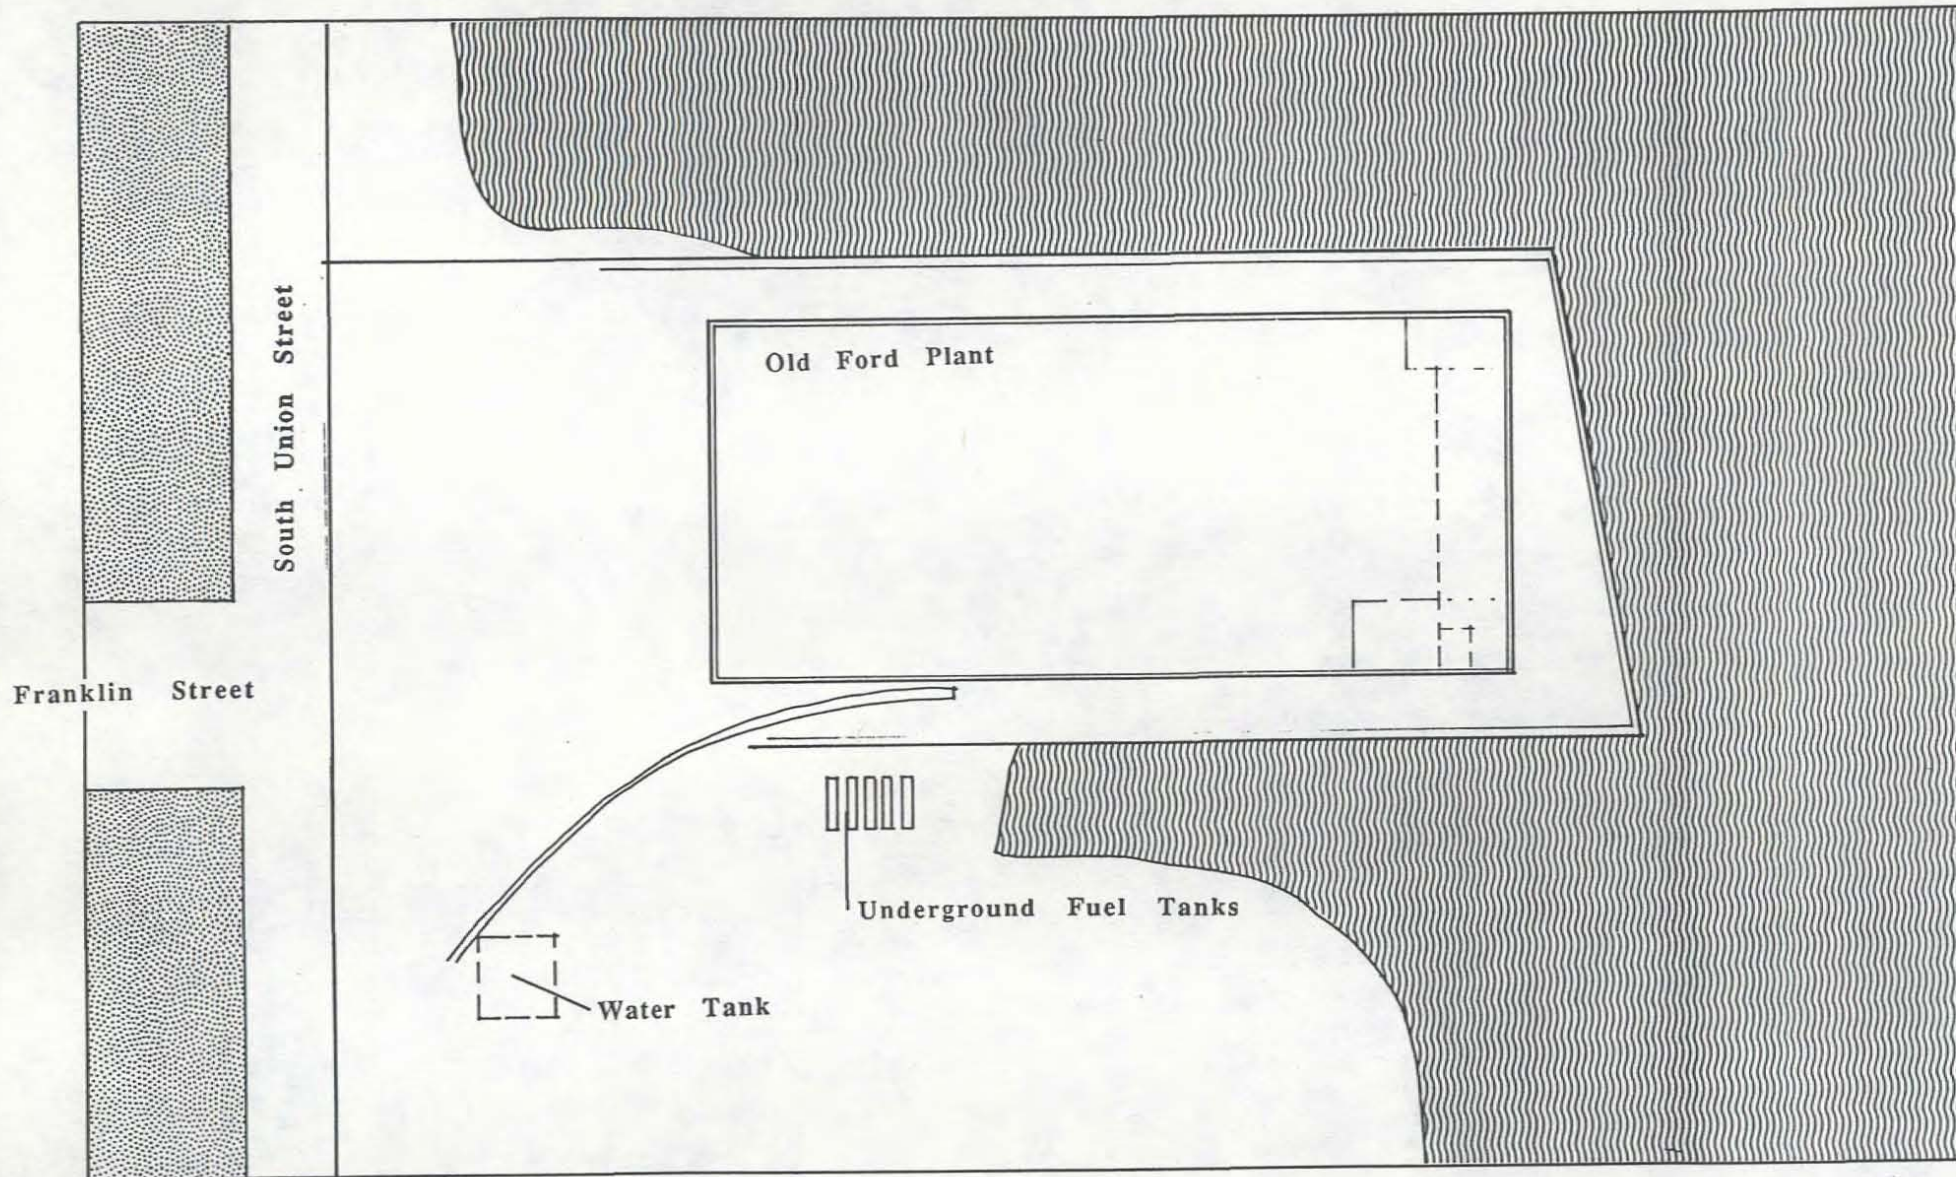 South Union Street
Old Ford Plant
Franklin Street
Underground Fuel Tanks
Water Tank